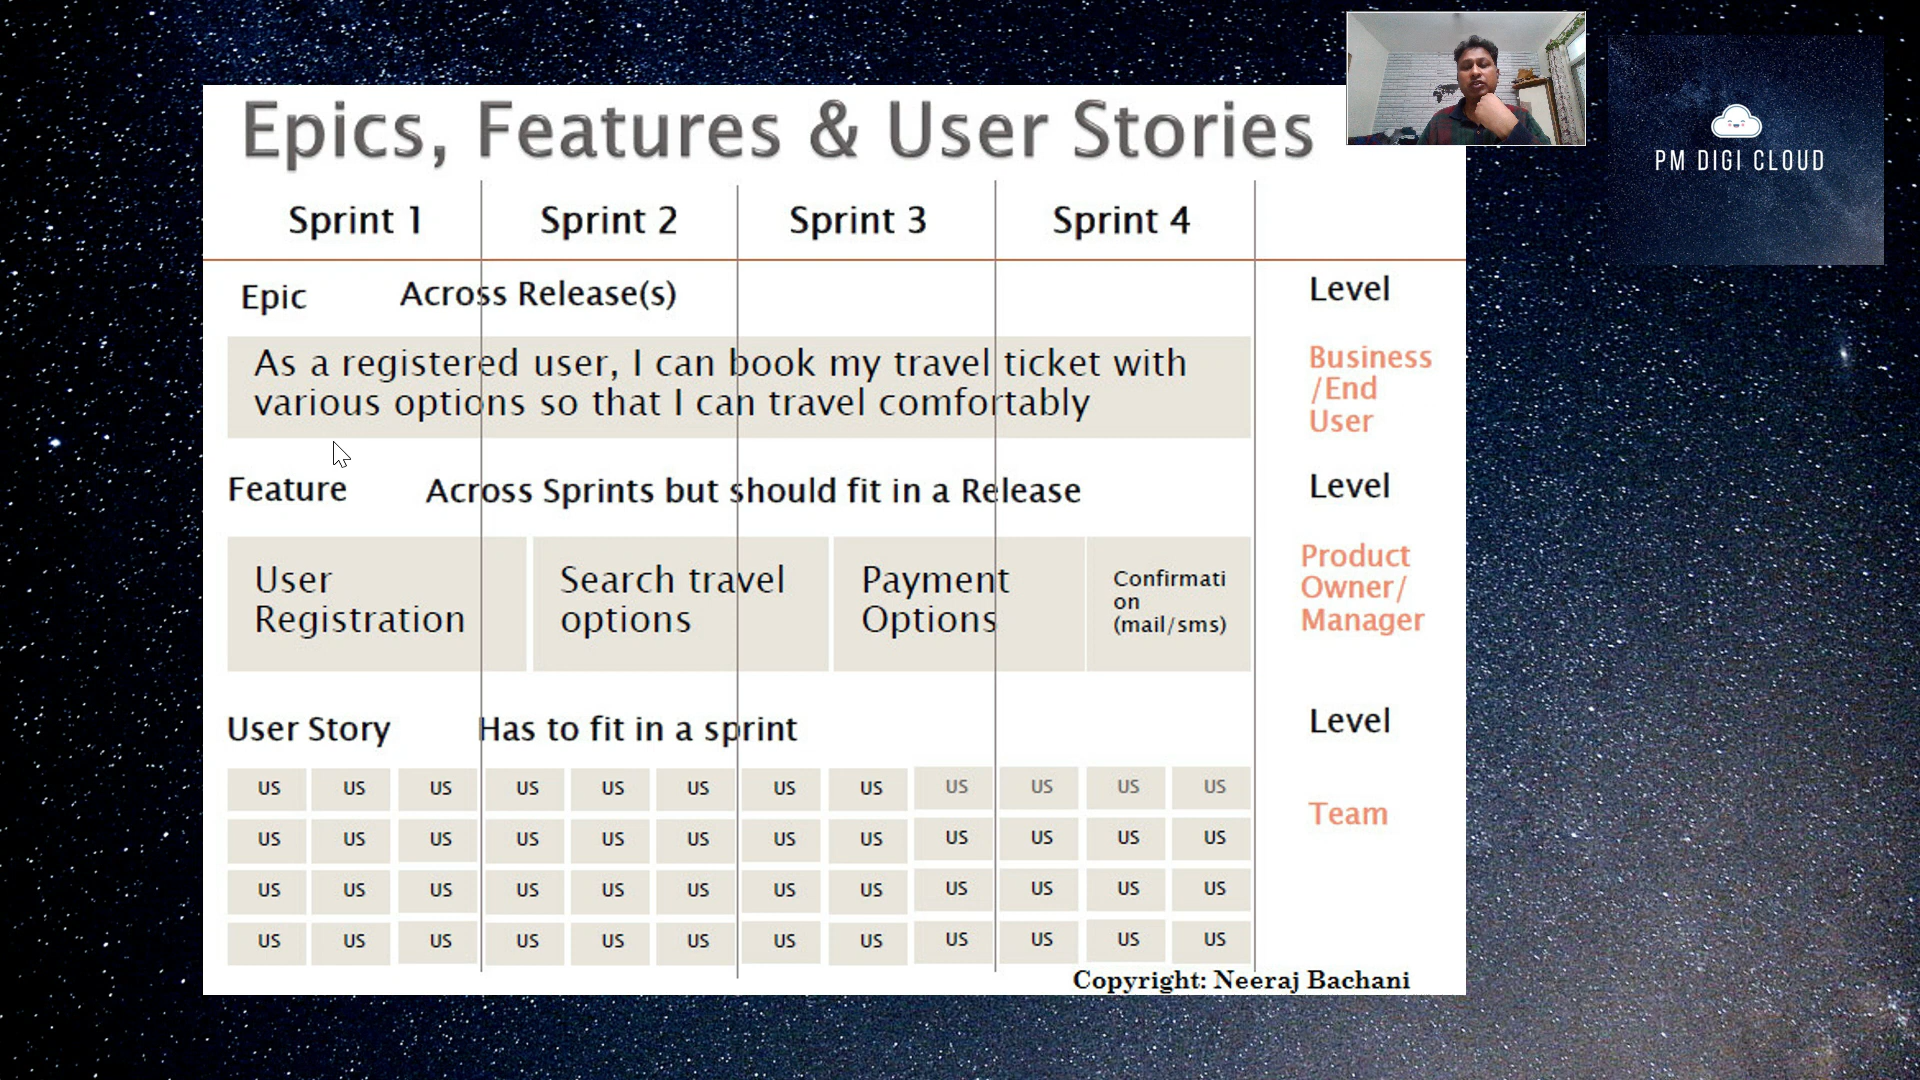 Epics, Features & User Stories
PM DIGI CLOUD
Sprint 1 Sprint 2 Sprint 3 Sprint 4
Epic Across Release(s) Level
As a registered user, I can book my travel ticket with
various options so that I can travel comfortably
Business
/End
User
Feature Across Sprints but should fit in a Release Level
User
Registration
Search travel
options
Payment
Options
Confirmati
on
(mail/sms)
Product
Owner/
Manager
User Story Has to fit in a sprint Level
US US US US US US US US US US US US
Team
US US US US US US US US US US US US
US US US US US US US US US US US US
US US US US US US US US US US US US
Copyright: Neeraj Bachani